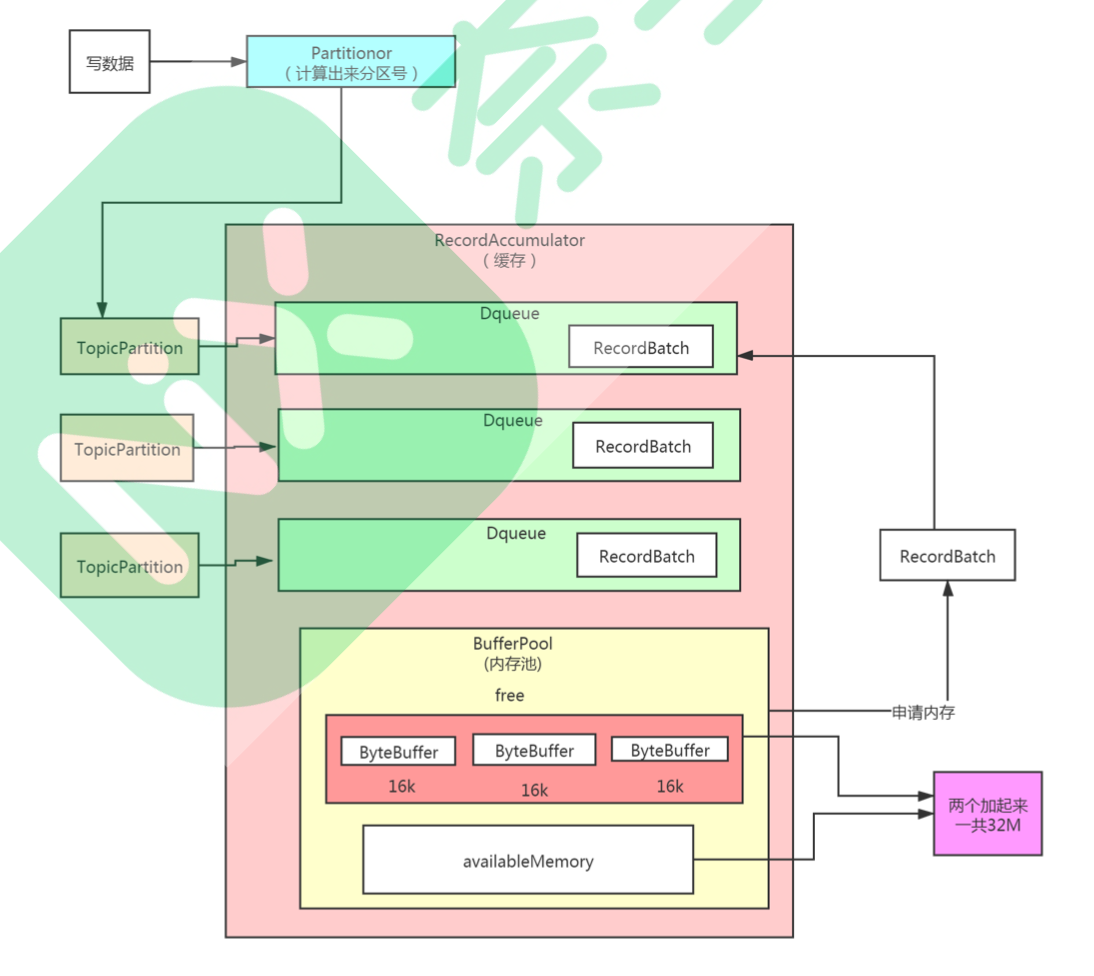 写数据
Partitionor
（计算出来分区号）
RecordAccumulator
（缓存）
Dqueue
RecordBatch
TopicPartition
Dqueue
RecordBatch
TopicPartition
Dqueue
RecordBatch
TopicPartition
RecordBatch
BufferPool
(内存池)
free
申请内存
ByteBuffer
ByteBuffer
ByteBuffer
16k
16k
16k
两个加起来
一共32M
availableMemory